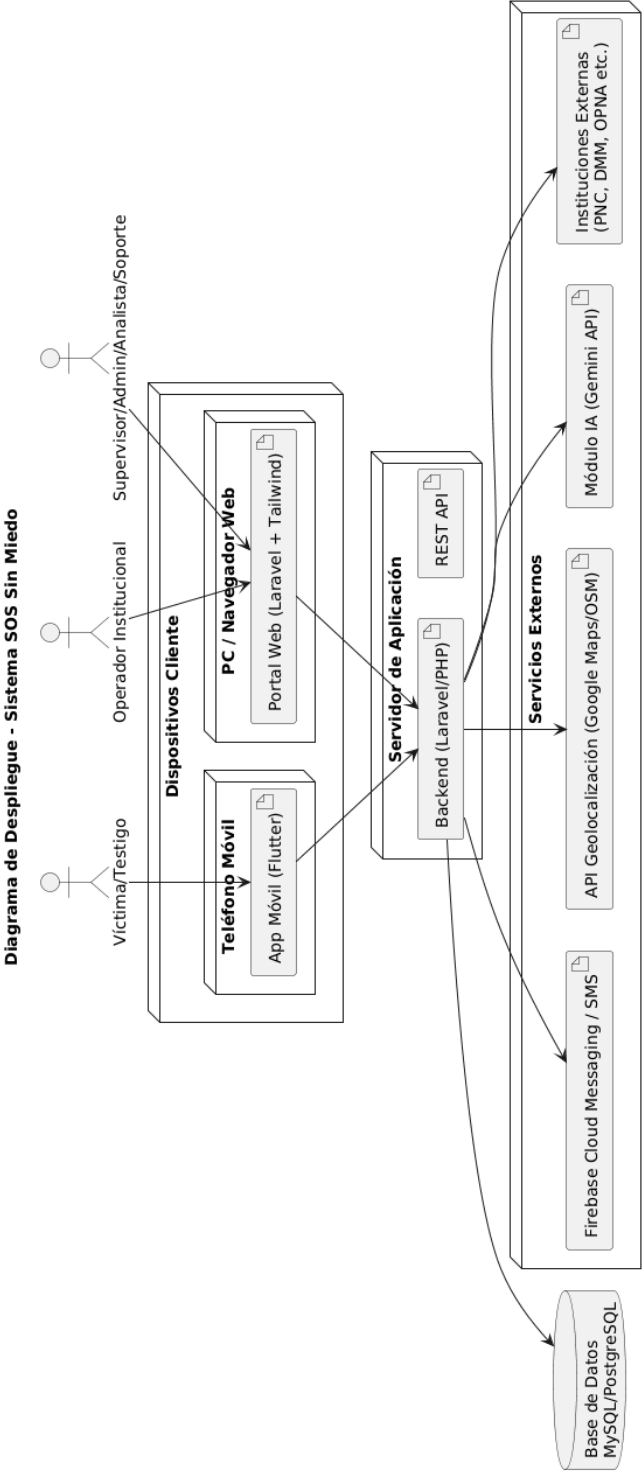 Diagrama de Despliegue - Sistema SOS Sin Miedo
Víctima/Testigo
Operador Institucional
Supervisor/Admin/Analista/Soporte
Dispositivos Cliente
Teléfono Móvil
App Móvil (Flutter)
PC / Navegador Web
Portal Web (Laravel + Tailwind)
Servidor de Aplicación
Backend (Laravel/PHP)
REST API
Servicios Externos
Base de Datos
MySQL/PostgreSQL
Firebase Cloud Messaging / SMS
API Geolocalización (Google Maps/OSM)
Módulo IA (Gemini API)
Instituciones Externas
(PNC, DMM, OPNA etc.)